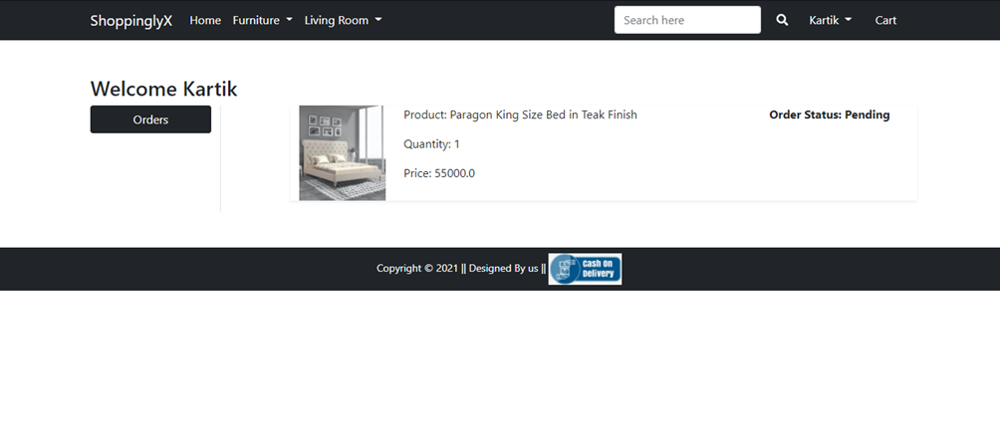 ShoppinglyX Home Furniture Living Room Search here Kartik Cart
Welcome Kartik
Orders
Product: Paragon King Size Bed in Teak Finish
Order Status: Pending
Quantity: 1
Price: 55000.0
Copyright © 2021 || Designed By us ||
CASH ON
DELIVERY